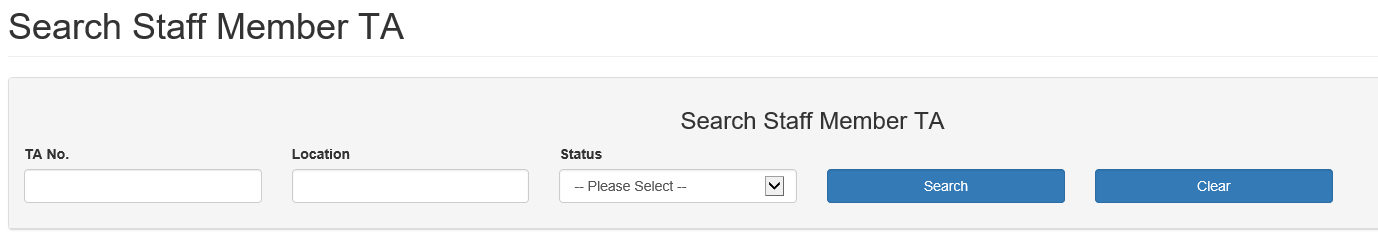 Search Staff Member TA
Search Staff Member TA
TA No.
Location
Status
-- Please Select --
Search
Clear